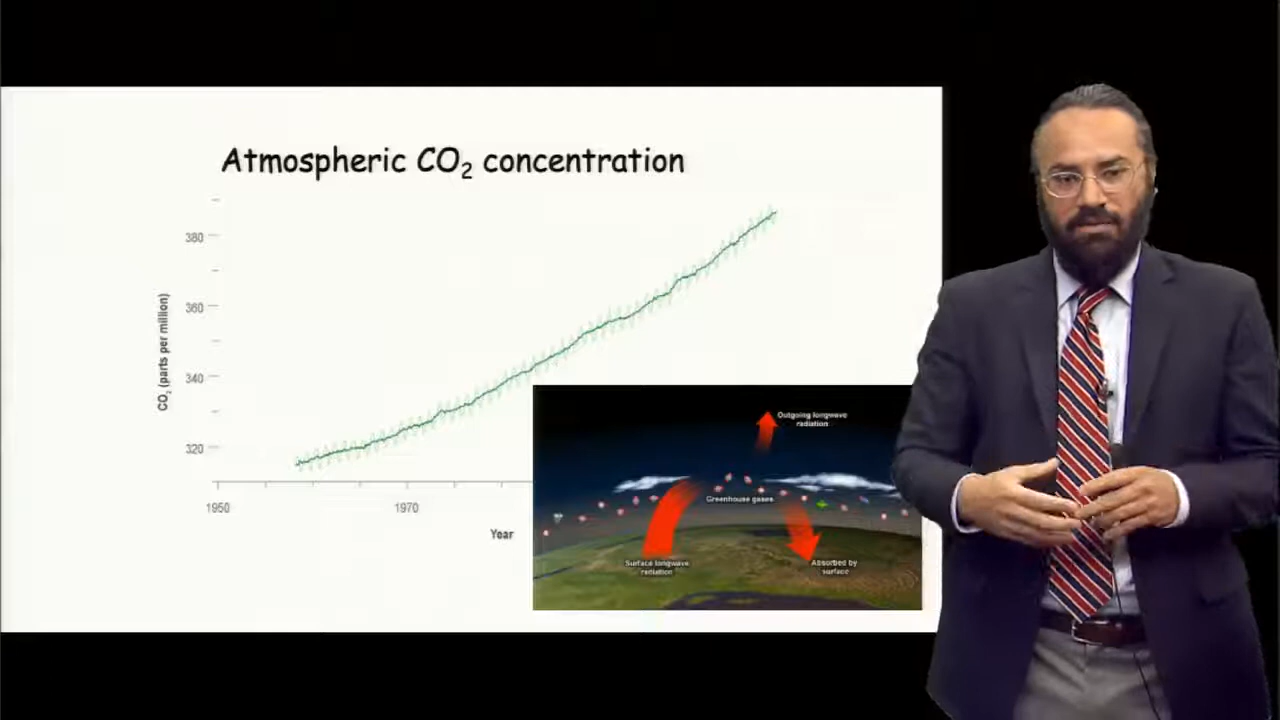 Atmospheric CO₂ concentration
380
360
340
320
CO₂ (parts per million)
1950
1970
Year
Outgoing longwave
radiation
Greenhouse gases
Surface longwave
radiation
Absorbed by
surface